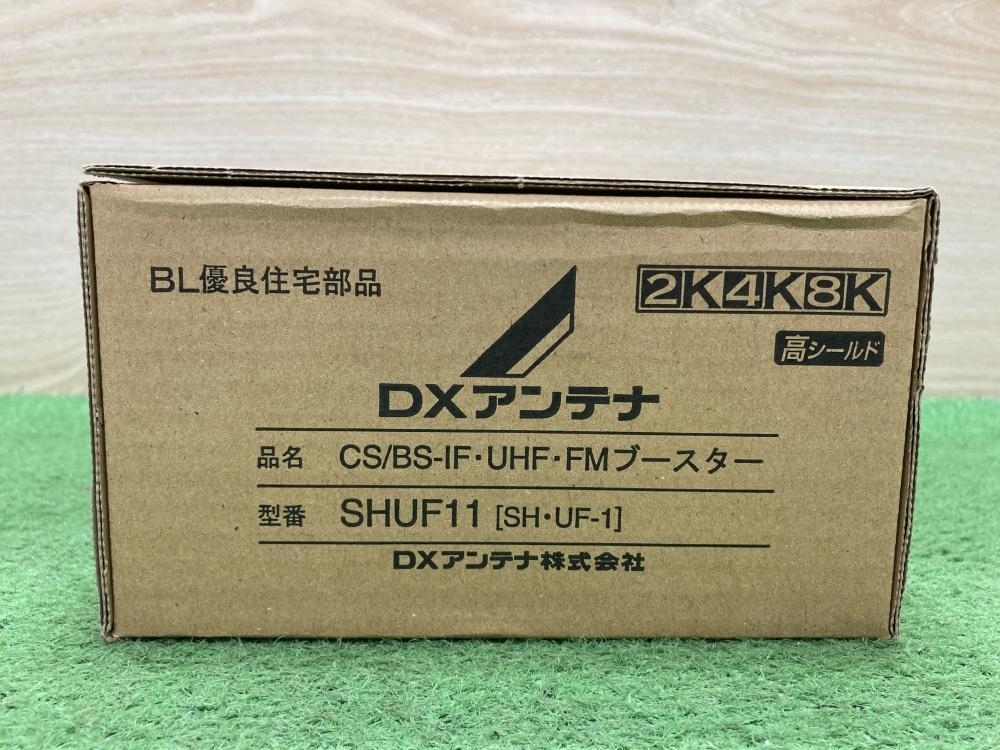 BL優良住宅部品
2K4K8K
高シールド
DXアンテナ
品名 CS/BS-IF・UHF・FMブースター
型番 SHUF11 [SH・UF-1]
DXアンテナ株式会社